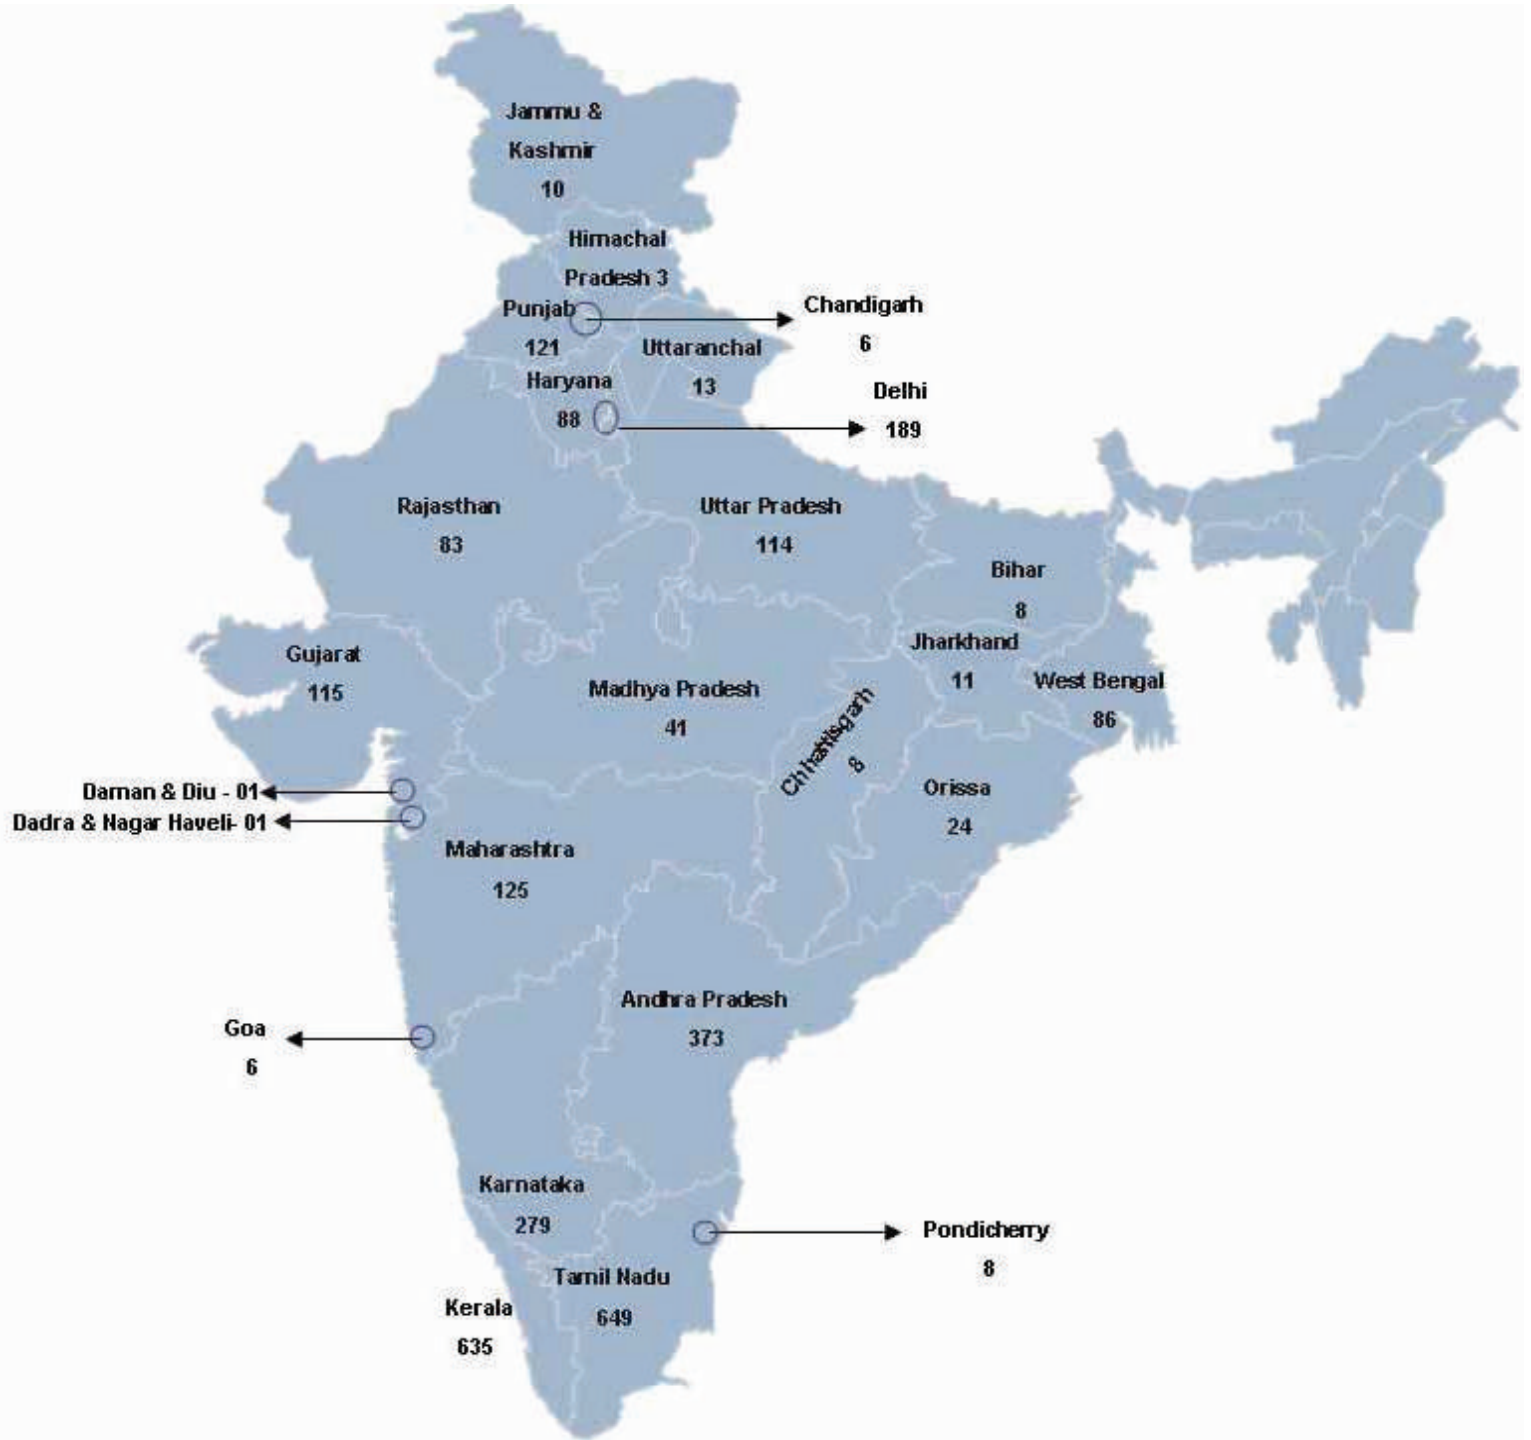 Jammu &
Kashmir
10
Himachal
Pradesh 3
Chandigarh
6
Punjab
121
Uttaranchal
13
Haryana
88
Delhi
189
Rajasthan
83
Uttar Pradesh
114
Bihar
8
Jharkhand
11
Gujarat
115
West Bengal
86
Madhya Pradesh
41
Chhattisgarh
8
Daman & Diu - 01
Dadra & Nagar Haveli- 01
Orissa
24
Maharashtra
125
Andhra Pradesh
373
Goa
6
Karnataka
279
Pondicherry
8
Tamil Nadu
649
Kerala
635